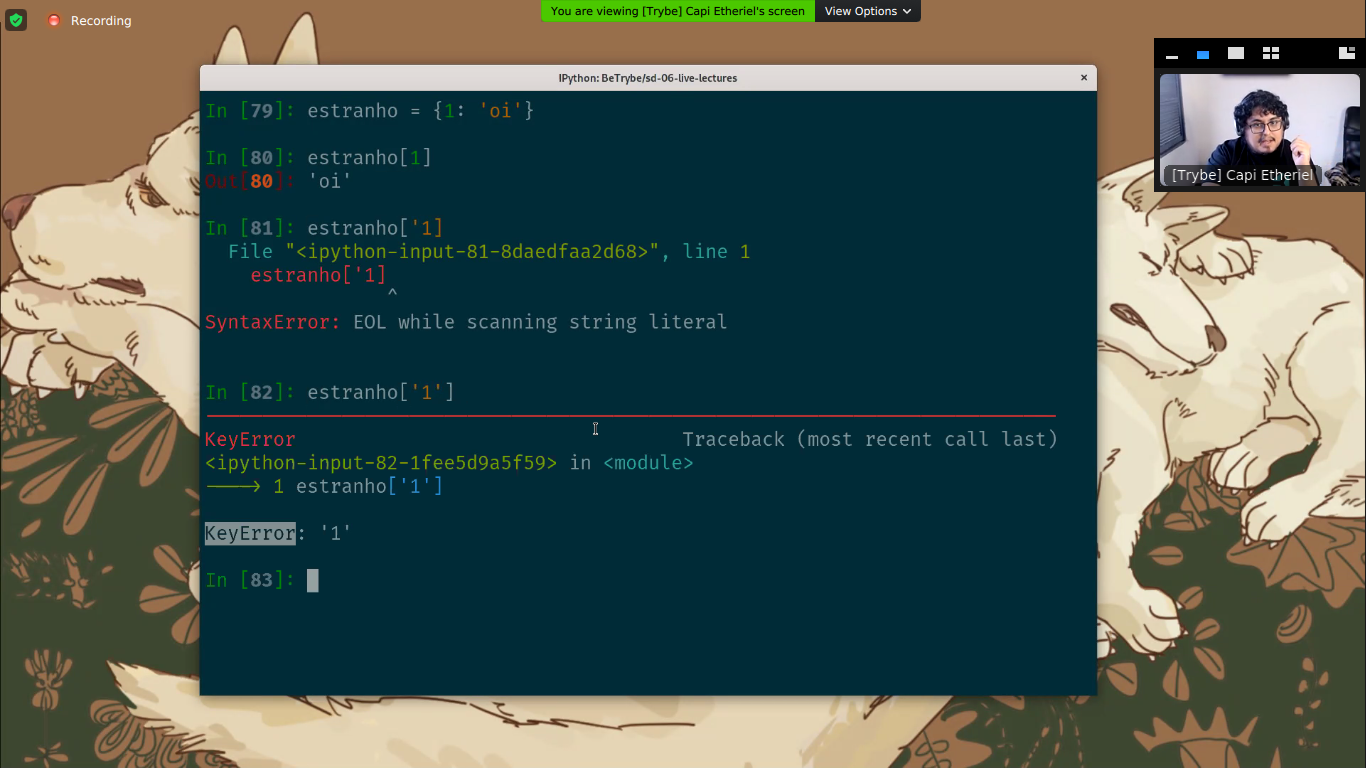 Recording
You are viewing [Trybe] Capi Etheriel's screen
View Options
IPython: BeTrybe/sd-06-live-lectures
×
In [79]: estranho = {1: 'oi'}
In [80]: estranho[1]
Out[80]: 'oi'
In [81]: estranho['1]
File "<ipython-input-81-8daedfaa2d68>", line 1
estranho['1]
^
SyntaxError: EOL while scanning string literal
In [82]: estranho['1']
KeyError Traceback (most recent call last)
<ipython-input-82-1fee5d9a5f59> in <module>
----> 1 estranho['1']
KeyError: '1'
In [83]:
[Trybe] Capi Etheriel